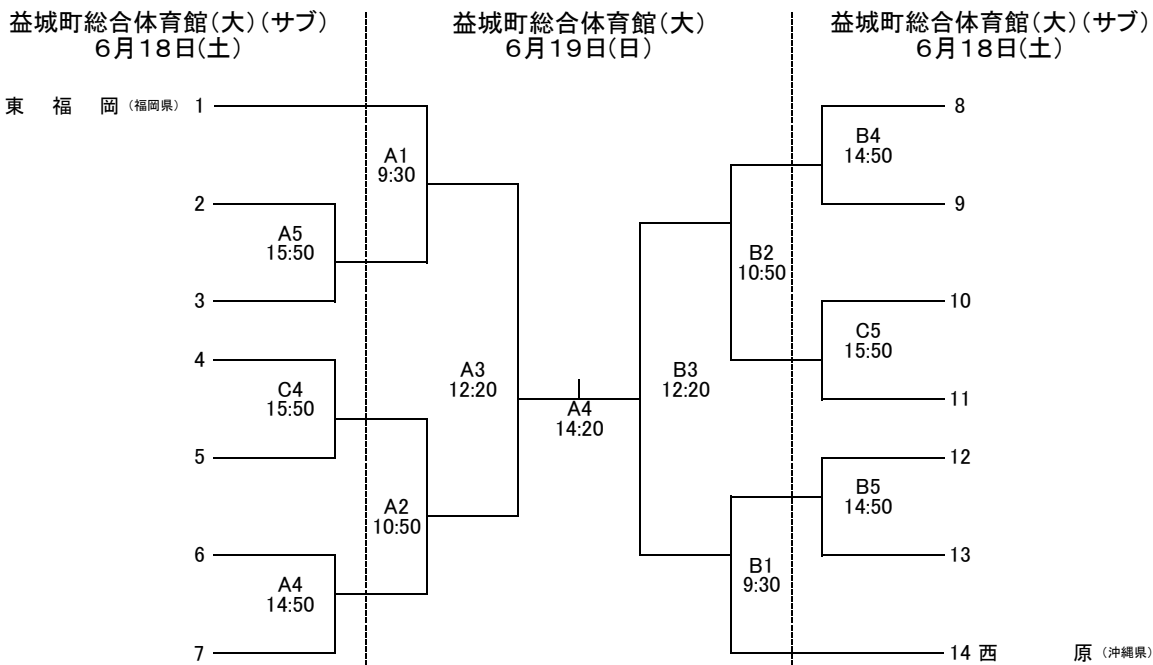 益城町総合体育館(大)(サブ)
6月18日(土)
益城町総合体育館(大)
6月19日(日)
益城町総合体育館(大)(サブ)
6月18日(土)
東 福 岡 (福岡県) 1
2
3
4
5
6
7
A5
15:50
C4
15:50
A4
14:50
A1
9:30
A2
10:50
A3
12:20
A4
14:20
B3
12:20
B2
10:50
B1
9:30
B4
14:50
C5
15:50
B5
14:50
8
9
10
11
12
13
14 西 原 (沖縄県)